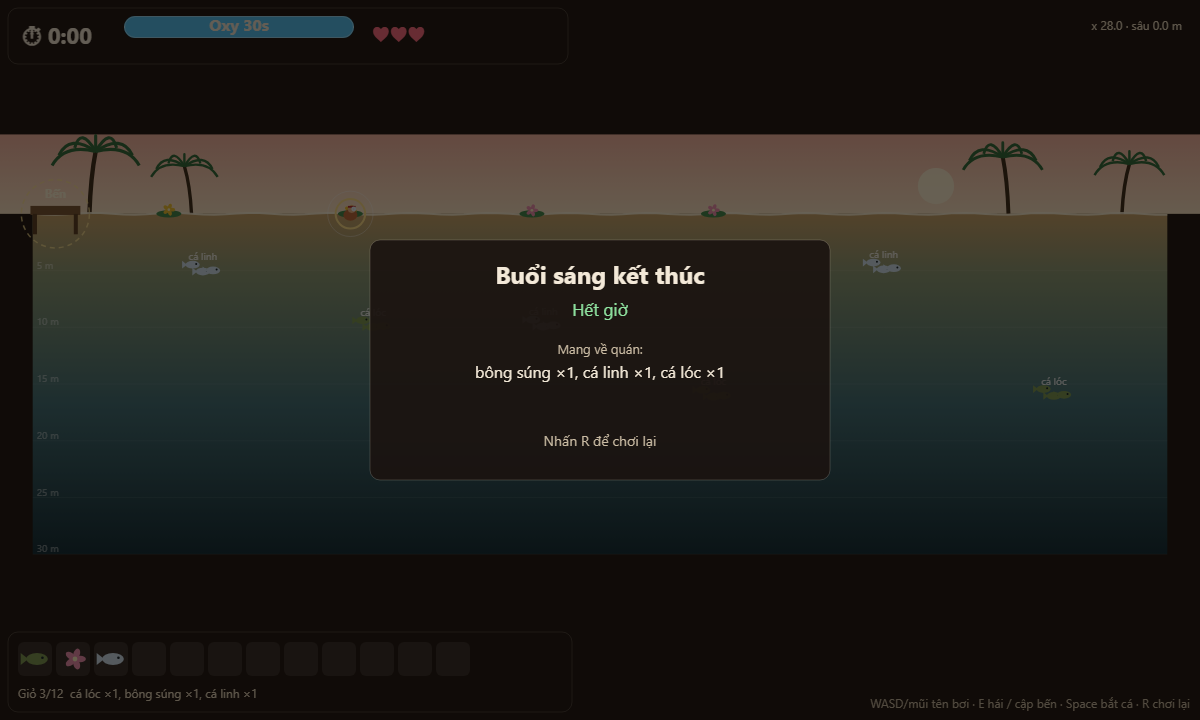 0:00
Oxy 30s
x 28.0 · sâu 0.0 m
Bến
cá linh
cá linh
5 m
10 m
cá
Buổi sáng kết thúc
Hết giờ
Mang về quán:
bông súng ×1, cá linh ×1, cá lóc ×1
15 m
cá lóc
20 m
Nhấn R để chơi lại
25 m
30 m
Giỏ 3/12 cá lóc ×1, bông súng ×1, cá linh ×1
WASD/mũi tên bơi · E hái / cập bến · Space bắt cá · R chơi lại